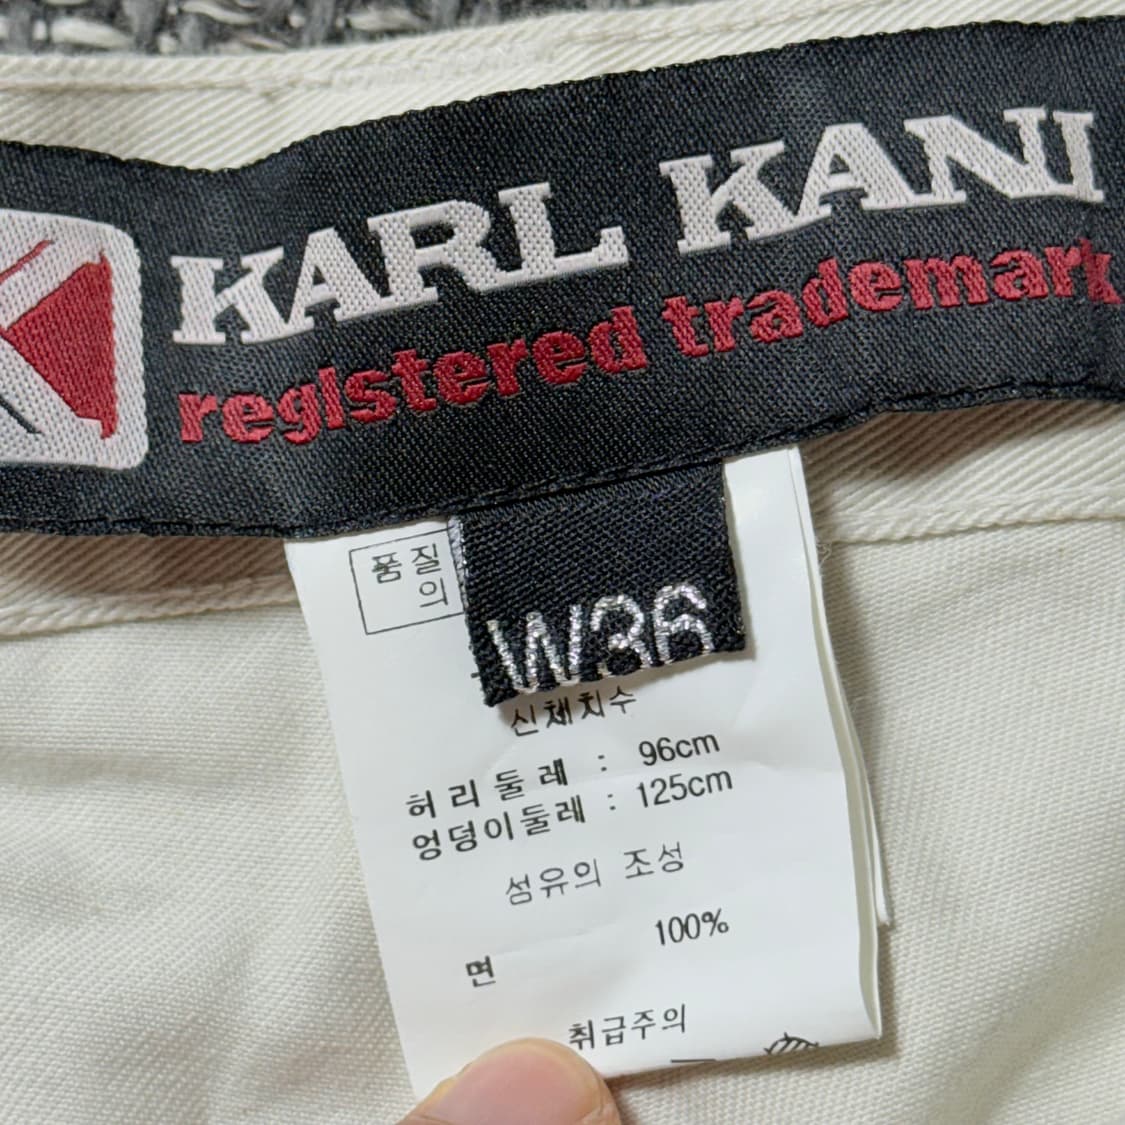 KARL KANI
registered trademark
품질
의
W36
신체치수
허리둘레 : 96cm
엉덩이둘레 : 125cm
섬유의 조성
면 100%
취급주의